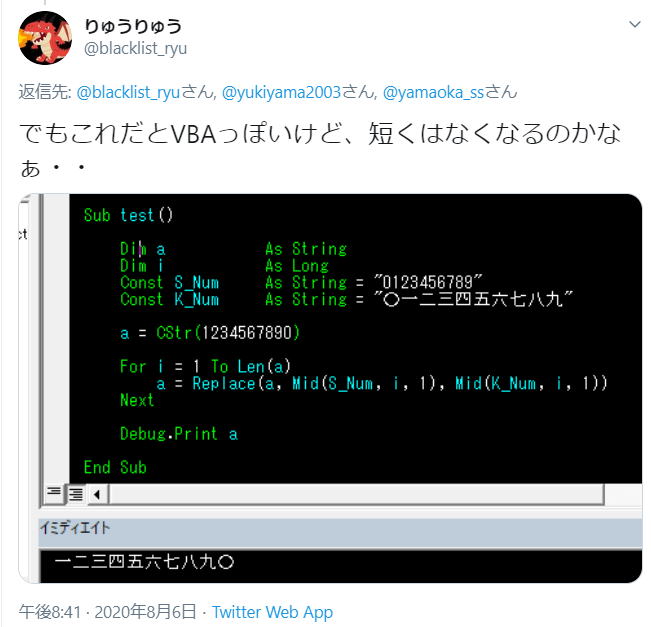 りゅうりゅう
@blacklist_ryu
返信先: @blacklist_ryuさん, @yukiyama2003さん, @yamaoka_ssさん
でもこれだとVBAっぽいけど、短くはなくなるのかな
ぁ・・
ct
Sub test()
Dim a As String
Dim i As Long
Const S_Num As String = "0123456789"
Const K_Num As String = "〇一二三四五六七八九"
a = CStr(1234567890)
For i = 1 To Len(a)
a = Replace(a, Mid(S_Num, i, 1), Mid(K_Num, i, 1))
Next
Debug.Print a
End Sub
イミディエイト
一二三四五六七八九〇
午後8:41 · 2020年8月6日 · Twitter Web App